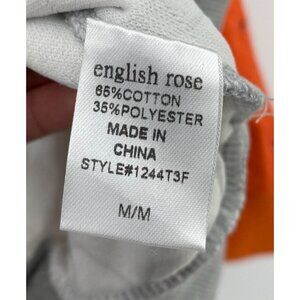 english rose
65%COTTON
35%POLYESTER
MADE IN
CHINA
STYLE#1244T3F
M/M